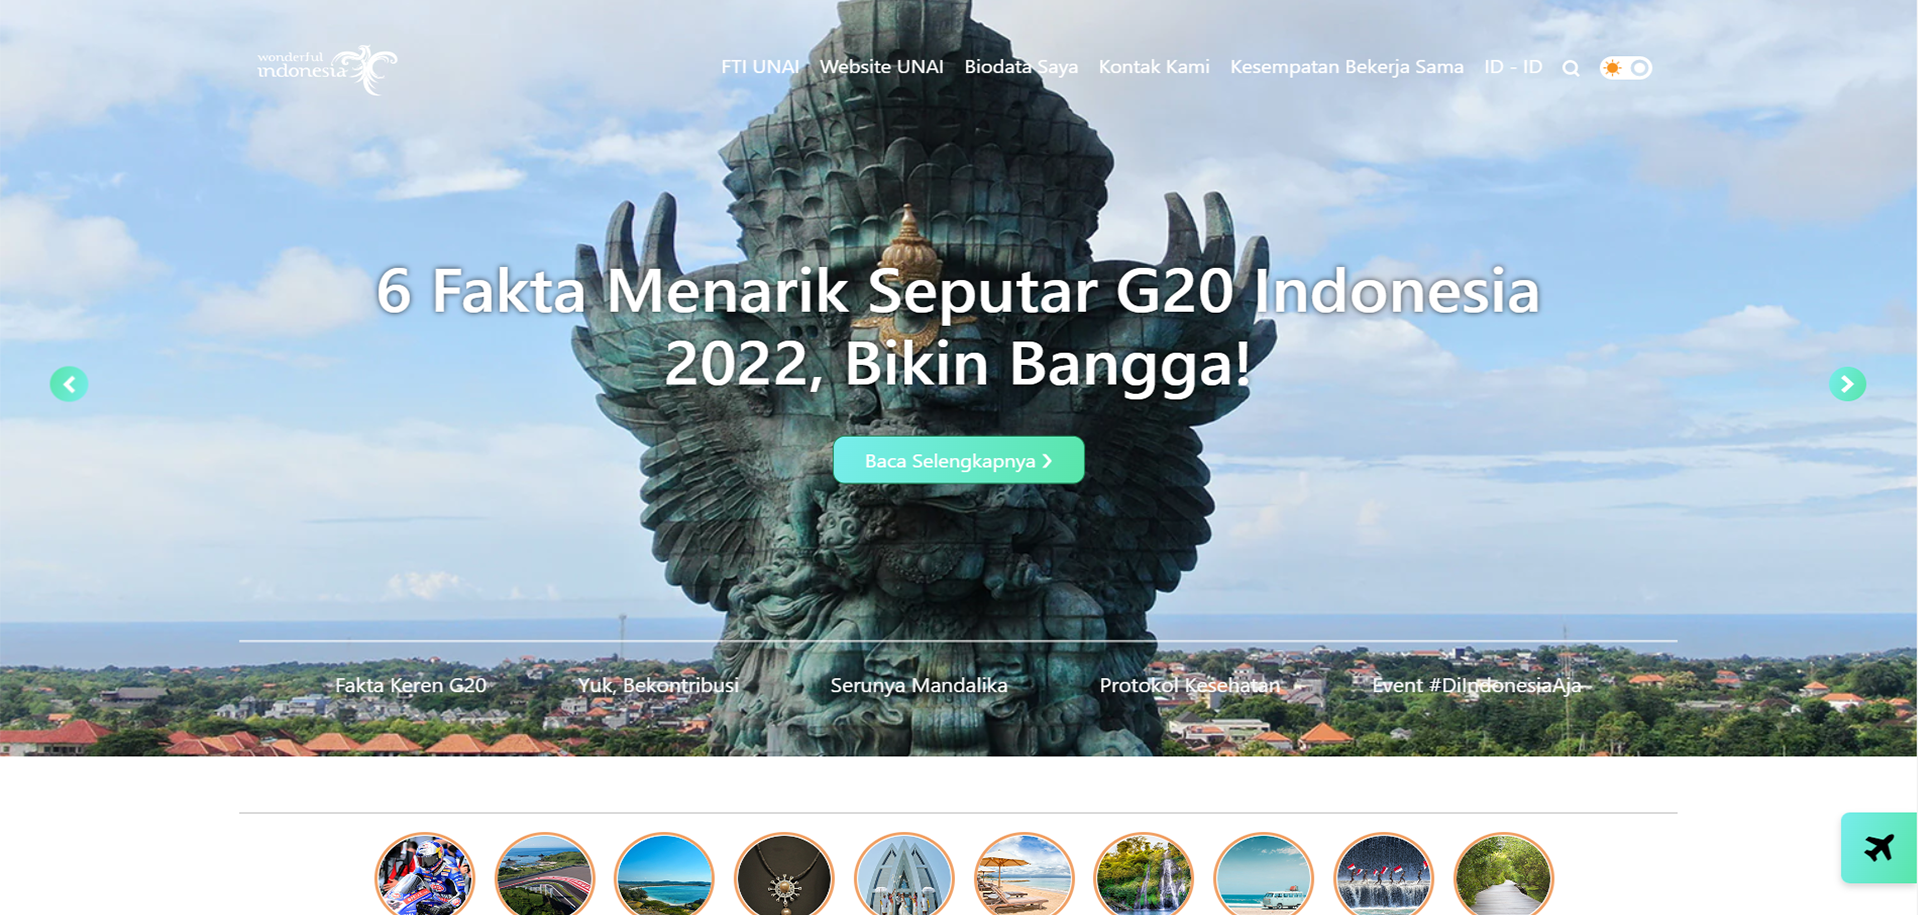 wonderful
indonesia
FTI UNAI Website UNAI Biodata Saya Kontak Kami Kesempatan Bekerja Sama ID - ID
6 Fakta Menarik Seputar G20 Indonesia
2022, Bikin Bangga!
Baca Selengkapnya
Fakta Keren G20 Yuk, Bekontribusi Serunya Mandalika Protokol Kesehatan Event #DiIndonesiaAja